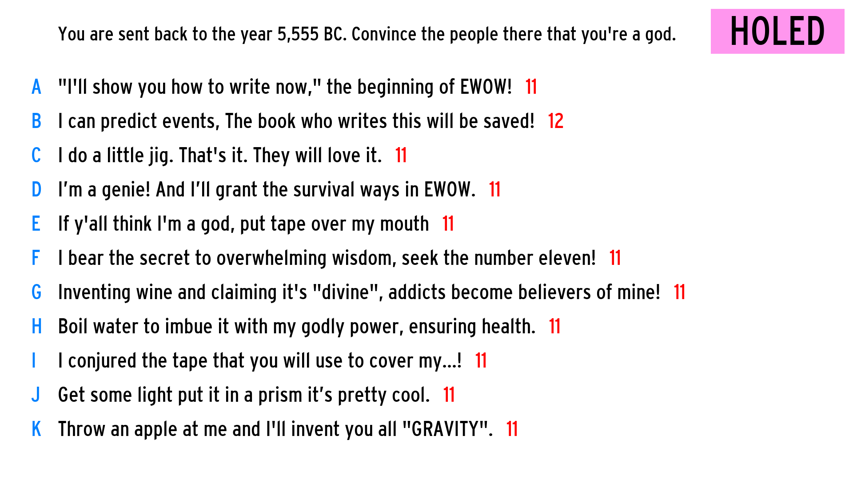 You are sent back to the year 5,555 BC. Convince the people there that you're a god.
HOLED
A "I'll show you how to write now," the beginning of EWOW! 11
B I can predict events, The book who writes this will be saved! 12
C I do a little jig. That's it. They will love it. 11
D I’m a genie! And I’ll grant the survival ways in EWOW. 11
E If y'all think I'm a god, put tape over my mouth 11
F I bear the secret to overwhelming wisdom, seek the number eleven! 11
G Inventing wine and claiming it's "divine", addicts become believers of mine! 11
H Boil water to imbue it with my godly power, ensuring health. 11
I I conjured the tape that you will use to cover my...! 11
J Get some light put it in a prism it’s pretty cool. 11
K Throw an apple at me and I'll invent you all "GRAVITY". 11